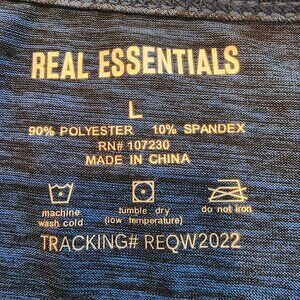 REAL ESSENTIALS
L
90% POLYESTER 10% SPANDEX
RN# 107230
MADE IN CHINA
machine wash cold
tumble dry (low temperature)
do not iron
TRACKING# REQW2022